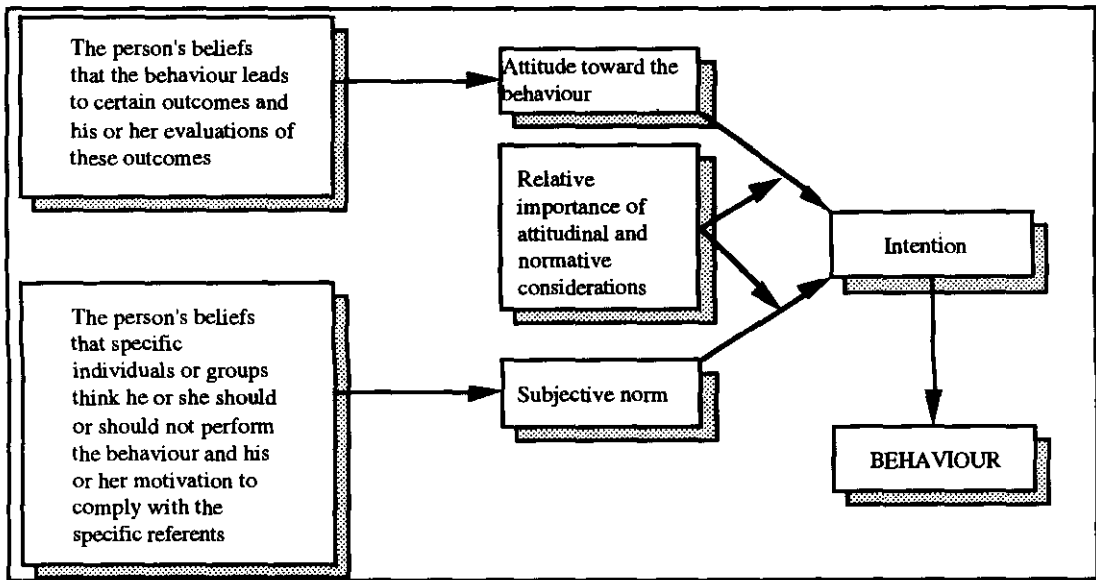 The person's beliefs
that the behaviour leads
to certain outcomes and
his or her evaluations of
these outcomes
Attitude toward the
behaviour
Relative
importance of
attitudinal and
normative
considerations
Intention
The person's beliefs
that specific
individuals or groups
think he or she should
or should not perform
the behaviour and his
or her motivation to
comply with the
specific referents
Subjective norm
BEHAVIOUR